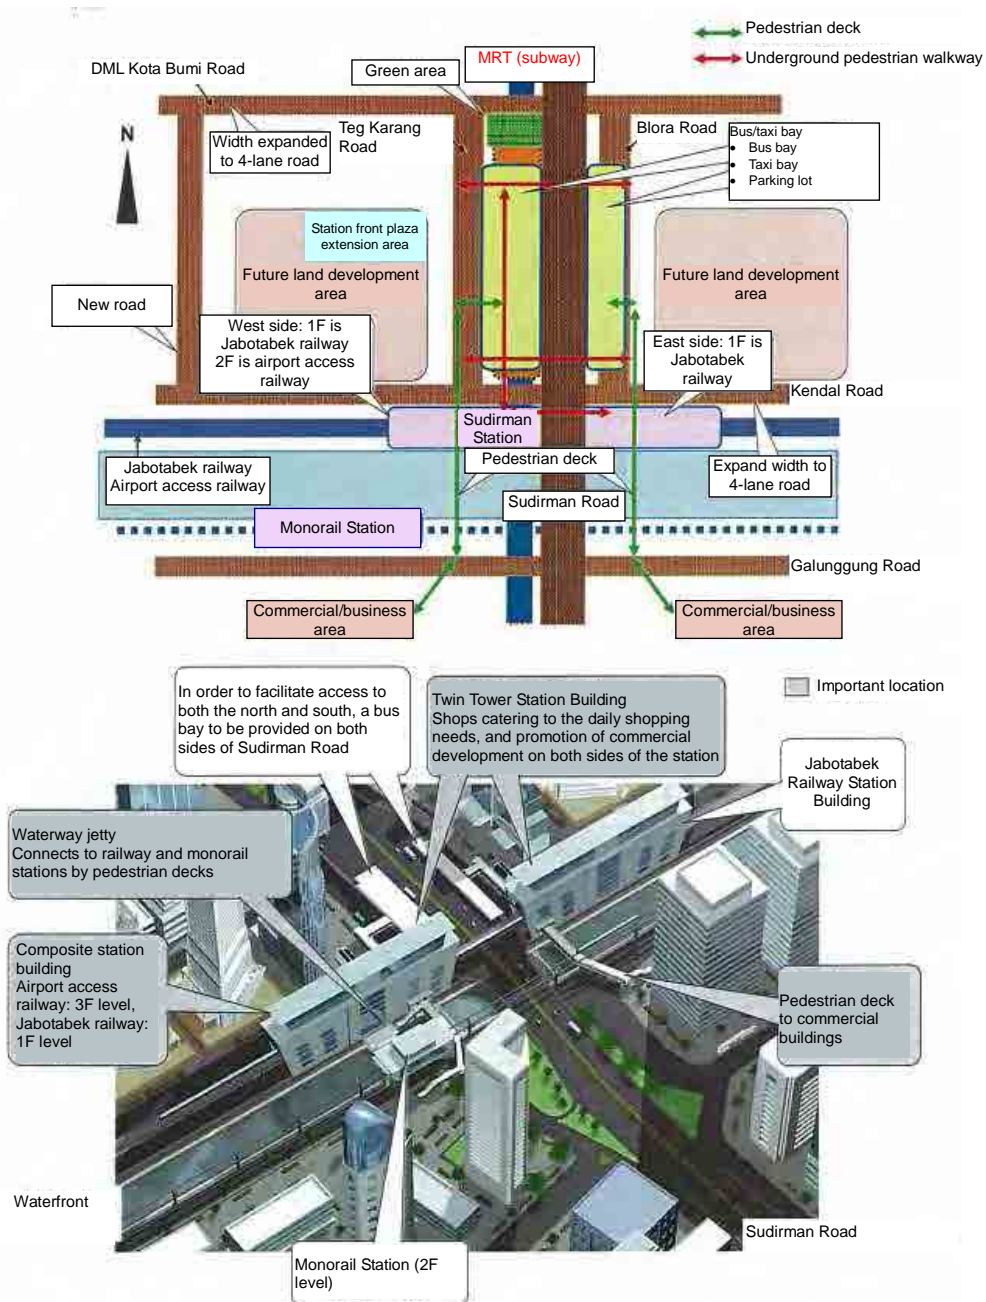 Pedestrian deck
MRT (subway)
Underground pedestrian walkway
DML Kota Bumi Road
Green area
N
Width expanded
to 4-lane road
Teg Karang
Road
Blora Road
Bus/taxi bay
• Bus bay
• Taxi bay
• Parking lot
Station front plaza
extension area
Future land development
area
Future land development
area
New road
West side: 1F is
Jabotabek railway
2F is airport access
railway
East side: 1F is
Jabotabek
railway
Kendal Road
Sudirman
Station
Jabotabek railway
Airport access railway
Pedestrian deck
Expand width to
4-lane road
Sudirman Road
Monorail Station
Galunggung Road
Commercial/business
area
Commercial/business
area
In order to facilitate access to
both the north and south, a bus
bay to be provided on both
sides of Sudirman Road
Twin Tower Station Building
Shops catering to the daily shopping
needs, and promotion of commercial
development on both sides of the station
Important location
Jabotabek
Railway Station
Building
Waterway jetty
Connects to railway and monorail
stations by pedestrian decks
Composite station
building
Airport access
railway: 3F level,
Jabotabek railway:
1F level
Pedestrian deck
to commercial
buildings
Waterfront
Sudirman Road
Monorail Station (2F
level)